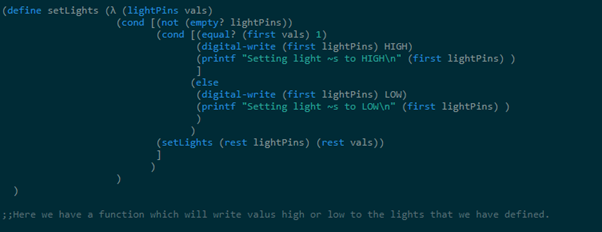 (define setLights (λ (lightPins vals)
(cond [(not (empty? lightPins))
(cond [(equal? (first vals) 1)
(digital-write (first lightPins) HIGH)
(printf "Setting light ~s to HIGH\n" (first lightPins) )
]
(else
(digital-write (first lightPins) LOW)
(printf "Setting light ~s to LOW\n" (first lightPins) )
)
)
(setLights (rest lightPins) (rest vals))
]
)
)
)
;;Here we have a function which will write valus high or low to the lights that we have defined.